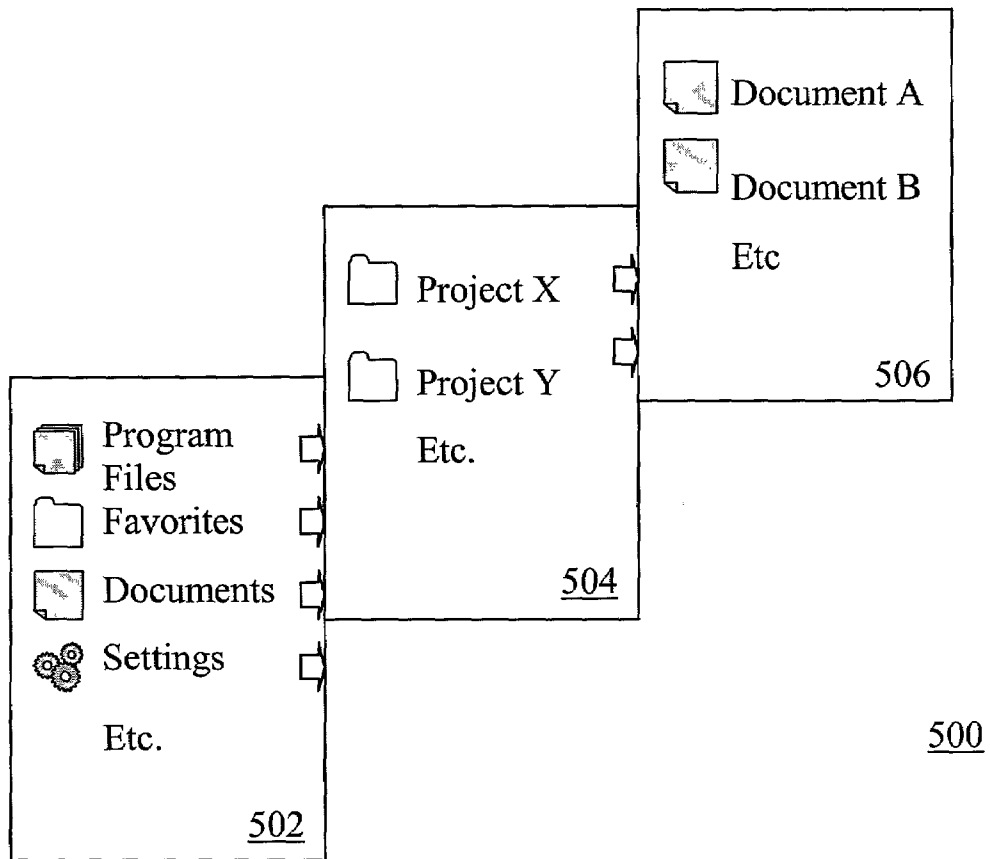 Document A
Document B
Etc
506
Project X
Project Y
Etc.
504
Program
Files
Favorites
Documents
Settings
Etc.
502
500